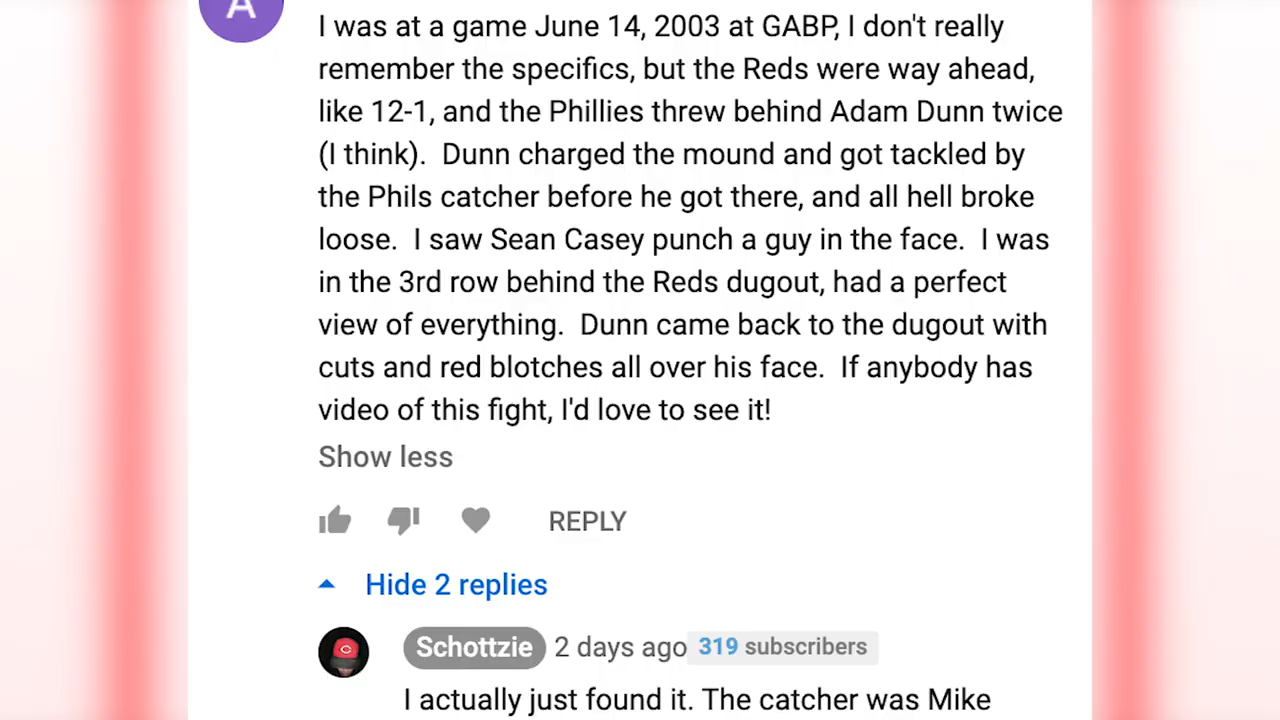 A
I was at a game June 14, 2003 at GABP, I don't really
remember the specifics, but the Reds were way ahead,
like 12-1, and the Phillies threw behind Adam Dunn twice
(I think).  Dunn charged the mound and got tackled by
the Phils catcher before he got there, and all hell broke
loose.  I saw Sean Casey punch a guy in the face.  I was
in the 3rd row behind the Reds dugout, had a perfect
view of everything.  Dunn came back to the dugout with
cuts and red blotches all over his face.  If anybody has
video of this fight, I'd love to see it!
Show less
REPLY
Hide 2 replies
Schottzie 2 days ago 319 subscribers
I actually just found it. The catcher was Mike